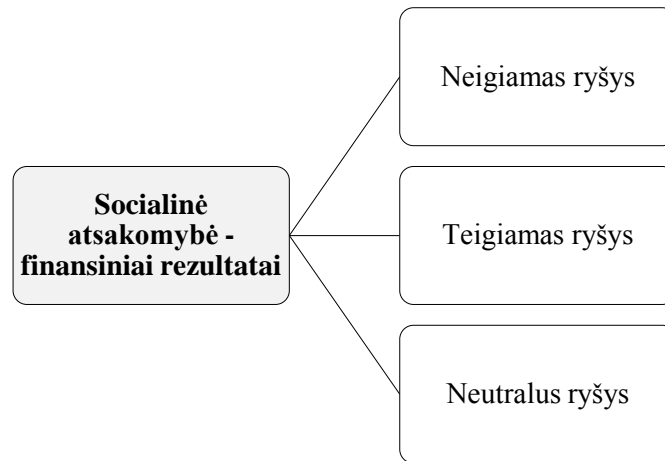 Socialinė
atsakomybė -
finansiniai rezultatai
Neigiamas ryšys
Teigiamas ryšys
Neutralus ryšys